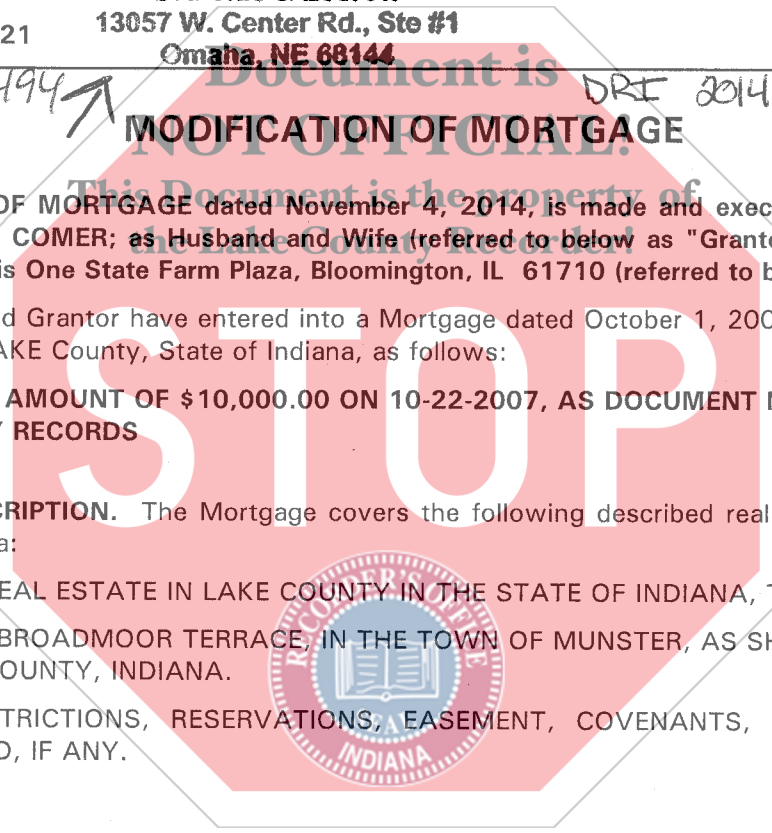 13057 W. Center Rd., Ste #1
21
Omaha, NE 68144
494
DRI 2014
Document is
MODIFICATION OF MORTGAGE
NOT OFFICIAL!
This Document is the property of
the Lake County Recorder!
OF MORTGAGE dated November 4, 2014, is made and exec
COMER; as Husband and Wife (referred to below as "Grant
is One State Farm Plaza, Bloomington, IL 61710 (referred to b
d Grantor have entered into a Mortgage dated October 1, 200
AKE County, State of Indiana, as follows:
AMOUNT OF $10,000.00 ON 10-22-2007, AS DOCUMENT
RECORDS
STOP
CRIPTION. The Mortgage covers the following described real
a:
EAL ESTATE IN LAKE COUNTY IN THE STATE OF INDIANA,
BROADMOOR TERRACE, IN THE TOWN OF MUNSTER, AS SH
OUNTY, INDIANA.
TRICTIONS, RESERVATIONS, EASEMENT, COVENANTS,
D, IF ANY.
RECORDER'S OFFICE
SEAL
INDIANA